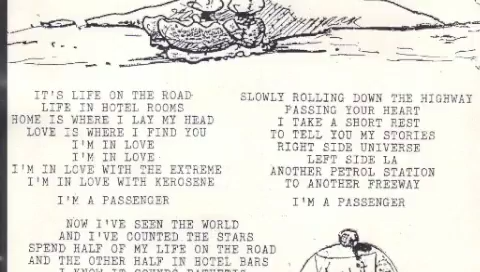 IT'S LIFE ON THE ROAD
LIFE IN HOTEL ROOMS
HOME IS WHERE I LAY MY HEAD
LOVE IS WHERE I FIND YOU
I'M IN LOVE
I'M IN LOVE
I'M IN LOVE WITH THE EXTREME
I'M IN LOVE WITH KEROSENE
I'M A PASSENGER
NOW I'VE SEEN THE WORLD
AND I'VE COUNTED THE STARS
SPEND HALF OF MY LIFE ON THE ROAD
AND THE OTHER HALF IN HOTEL BARS
I KNOW IT SOUNDS PATHETIC
SLOWLY ROLLING DOWN THE HIGHWAY
PASSING YOUR HEART
I TAKE A SHORT REST
TO TELL YOU MY STORIES
RIGHT SIDE UNIVERSE
LEFT SIDE LA
ANOTHER PETROL STATION
TO ANOTHER FREEWAY
I'M A PASSENGER